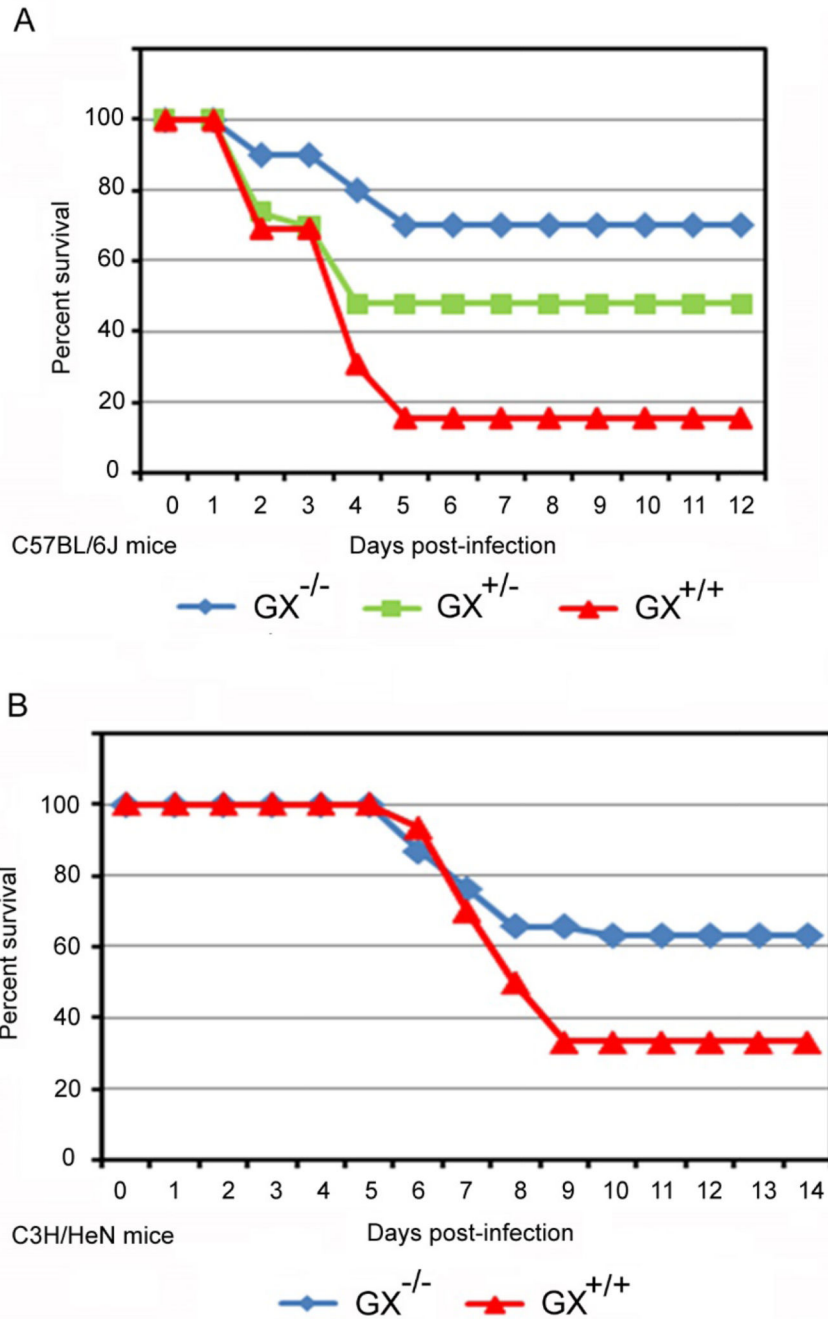 A
100
80
60
40
20
0
Percent survival
0 1 2 3 4 5 6 7 8 9 10 11 12
C57BL/6J mice Days post-infection
GX-/- GX+/- GX+/+
B
100
80
60
40
20
0
Percent survival
0 1 2 3 4 5 6 7 8 9 10 11 12 13 14
C3H/HeN mice Days post-infection
GX-/- GX+/+